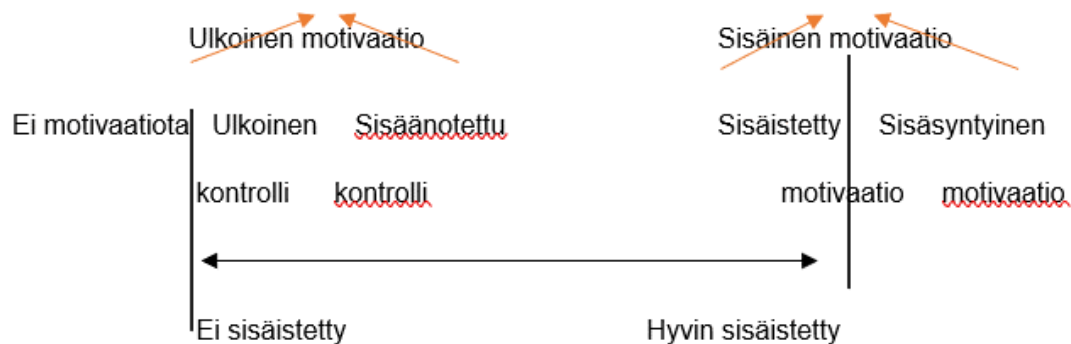 Ulkoinen motivaatio Sisäinen motivaatio
Ei motivaatiota Ulkoinen Sisäänotettu Sisäistetty Sisäsyntyinen
kontrolli kontrolli motivaatio motivaatio
Ei sisäistetty Hyvin sisäistetty